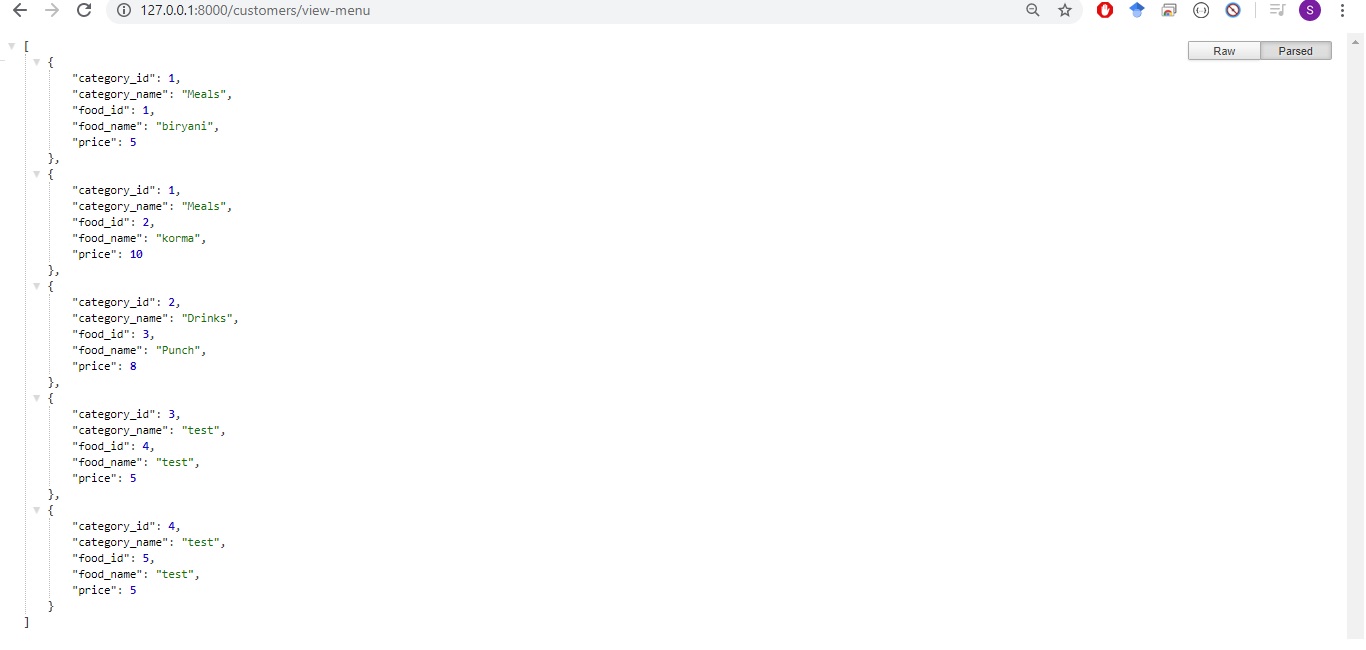 127.0.0.1:8000/customers/view-menu
S
Raw Parsed
[
{
"category_id": 1,
"category_name": "Meals",
"food_id": 1,
"food_name": "biryani",
"price": 5
},
{
"category_id": 1,
"category_name": "Meals",
"food_id": 2,
"food_name": "korma",
"price": 10
},
{
"category_id": 2,
"category_name": "Drinks",
"food_id": 3,
"food_name": "Punch",
"price": 8
},
{
"category_id": 3,
"category_name": "test",
"food_id": 4,
"food_name": "test",
"price": 5
},
{
"category_id": 4,
"category_name": "test",
"food_id": 5,
"food_name": "test",
"price": 5
}
]